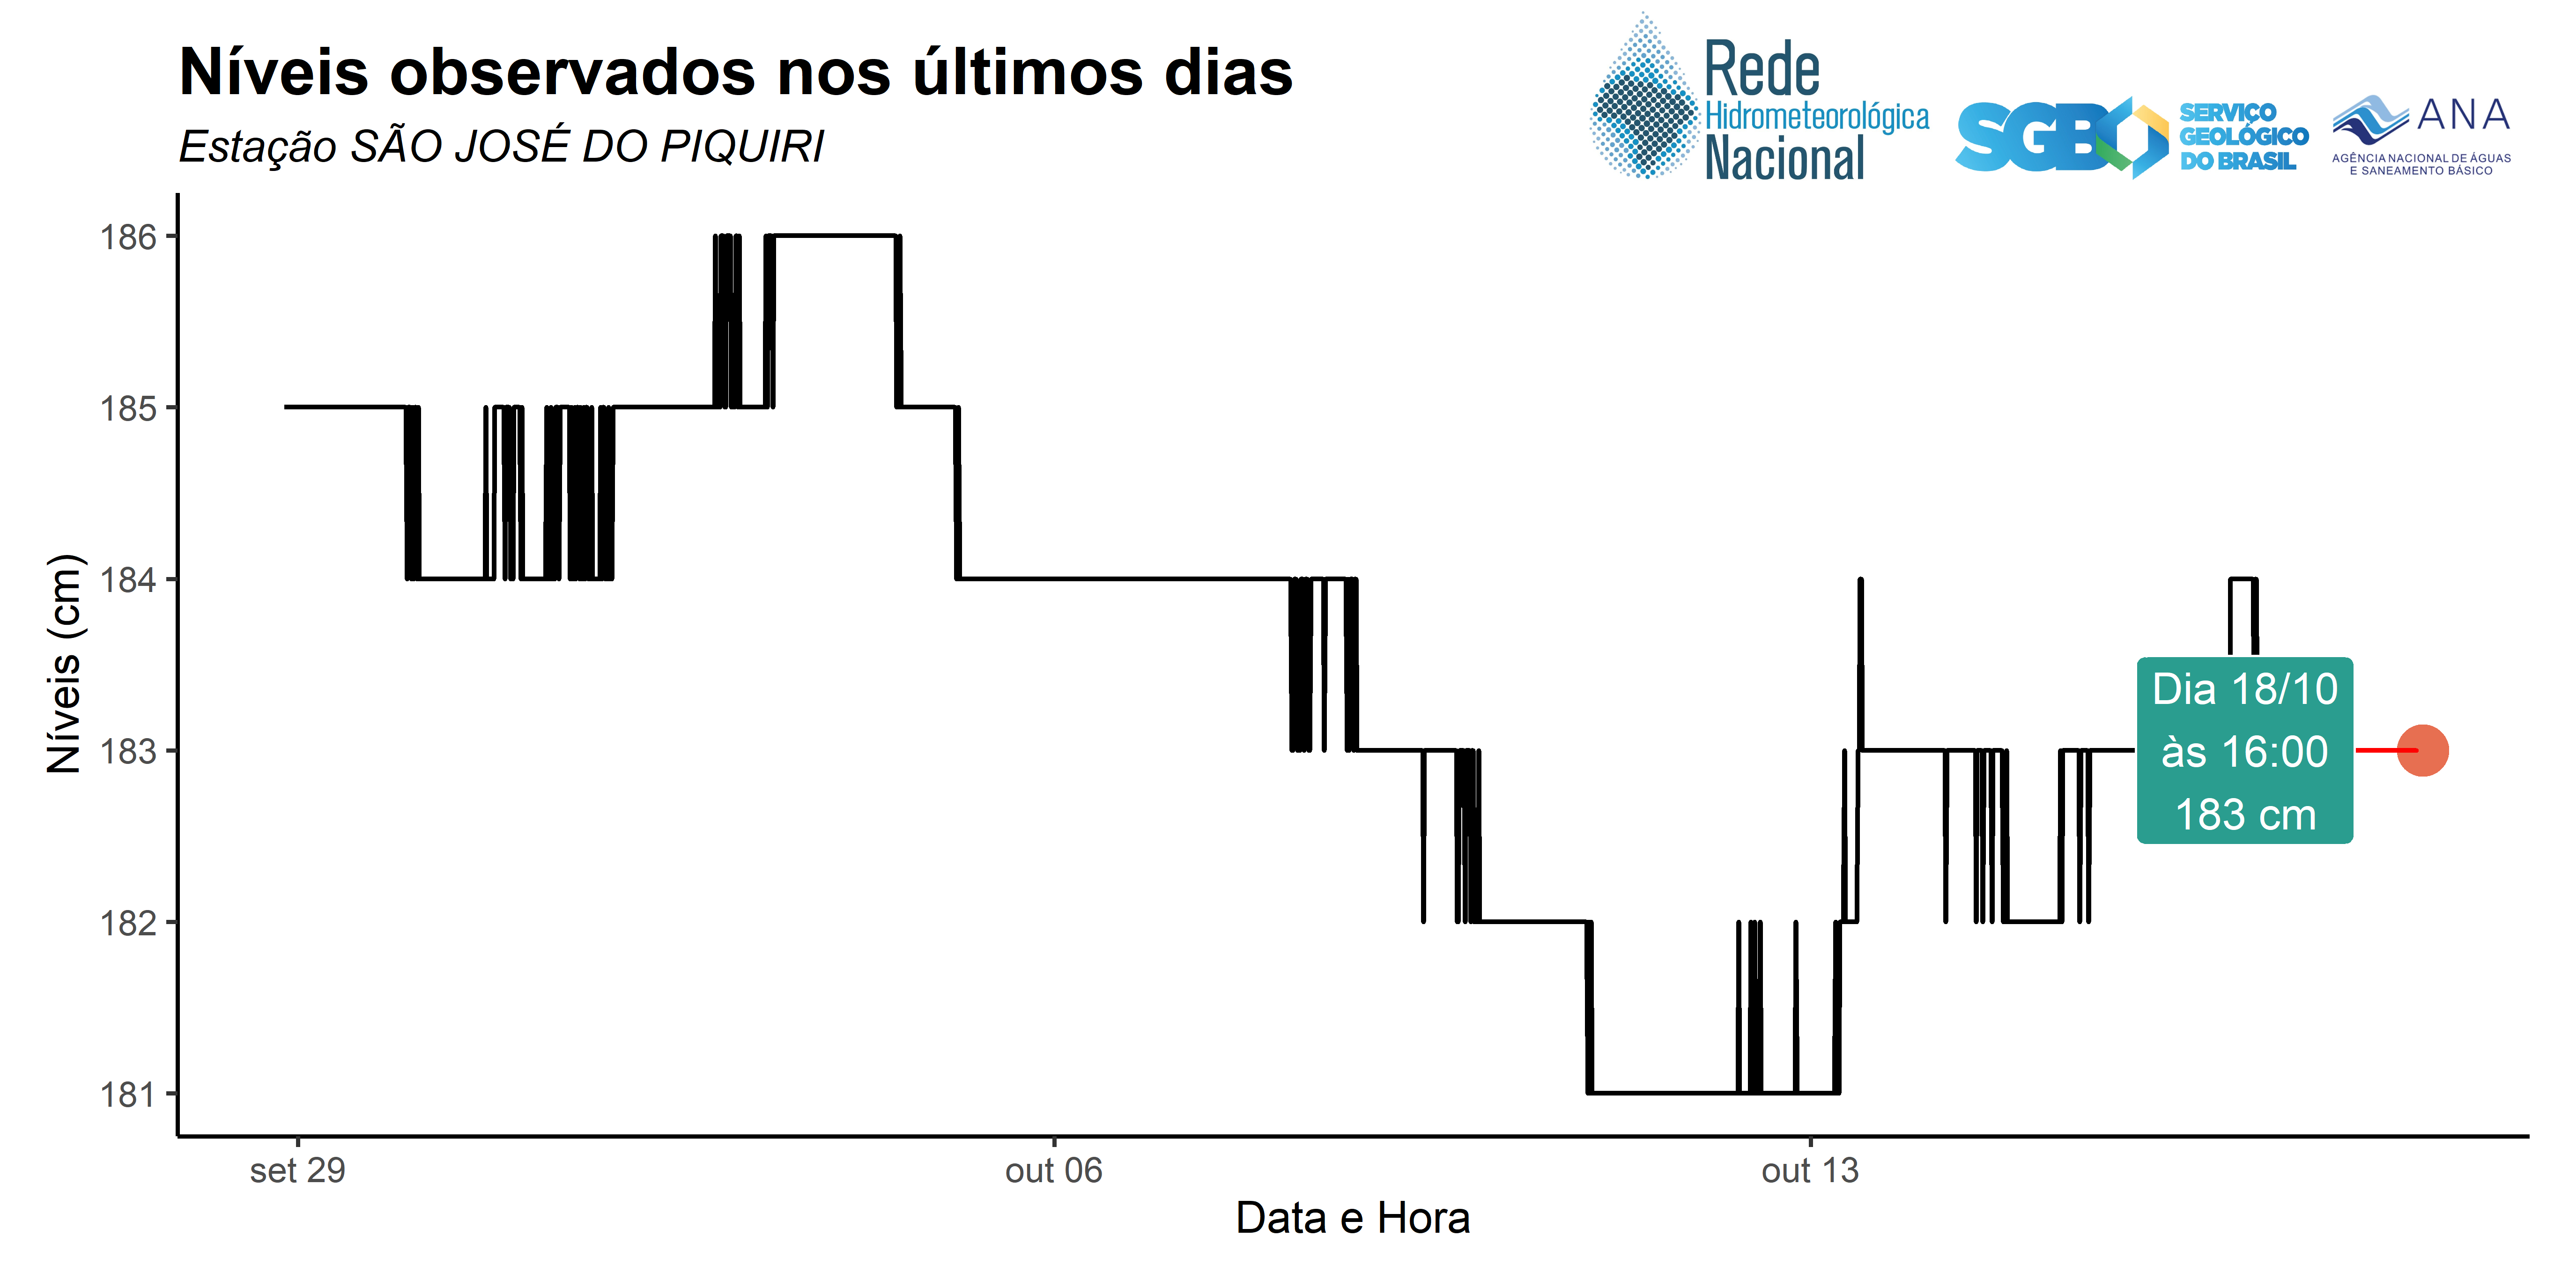 Níveis observados nos últimos dias
Estação SÃO JOSÉ DO PIQUIRI
Rede
Hidrometeorológica
Nacional
SGB
SERVIÇO
GEOLÓGICO
DO BRASIL
ANA
AGÊNCIA NACIONAL DE ÁGUAS
E SANEAMENTO BÁSICO
Níveis (cm)
186
185
184
183
182
181
Dia 18/10
às 16:00
183 cm
set 29
out 06
out 13
Data e Hora